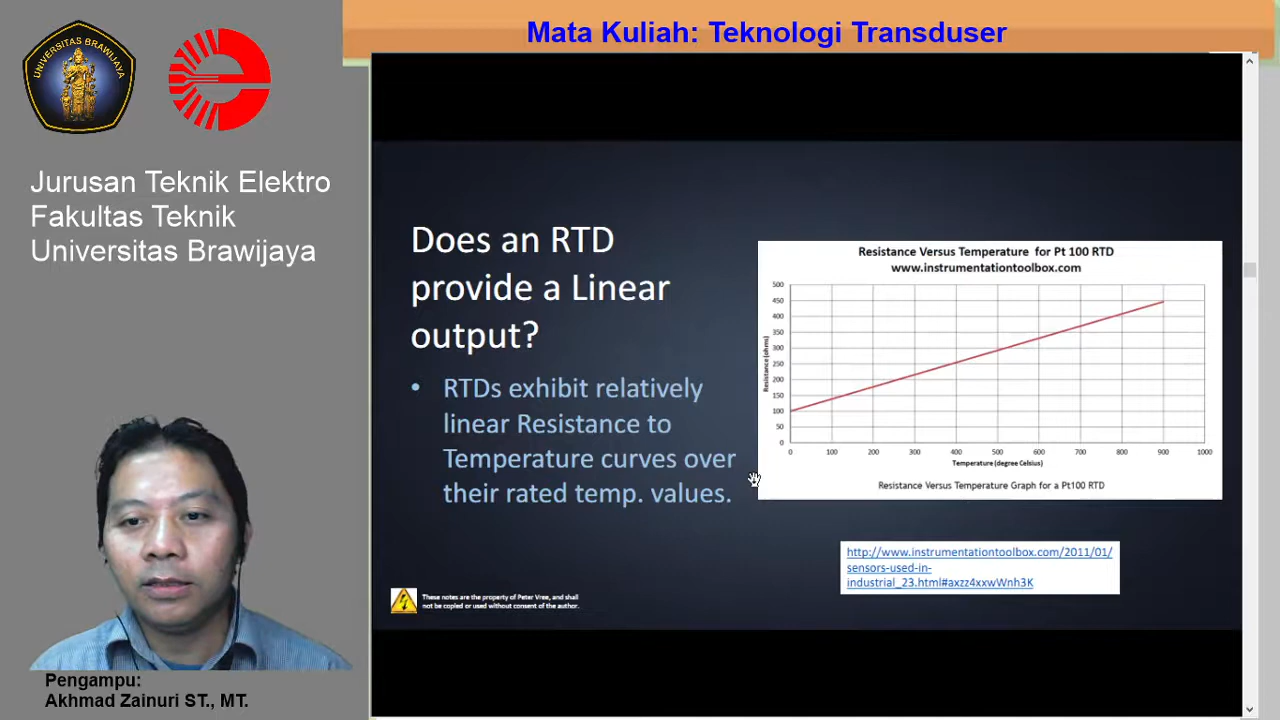 Mata Kuliah: Teknologi Transduser
UNIVERSITAS BRAWIJAYA
Jurusan Teknik Elektro
Fakultas Teknik
Universitas Brawijaya
Does an RTD
provide a Linear
output?
• RTDs exhibit relatively
linear Resistance to
Temperature curves over
their rated temp. values.
Resistance Versus Temperature for Pt 100 RTD
www.instrumentationtoolbox.com
Resistance (ohms)
500
450
400
350
300
250
200
150
100
50
0
0 100 200 300 400 500 600 700 800 900 1000
Temperature (degree Celsius)
Resistance Versus Temperature Graph for a Pt100 RTD
http://www.instrumentationtoolbox.com/2011/01/
sensors-used-in-
industrial_23.html#axzz4xxwWnh3K
These notes are the property of Peter Vree, and shall
not be copied or used without consent of the author.
Pengampu:
Akhmad Zainuri ST., MT.